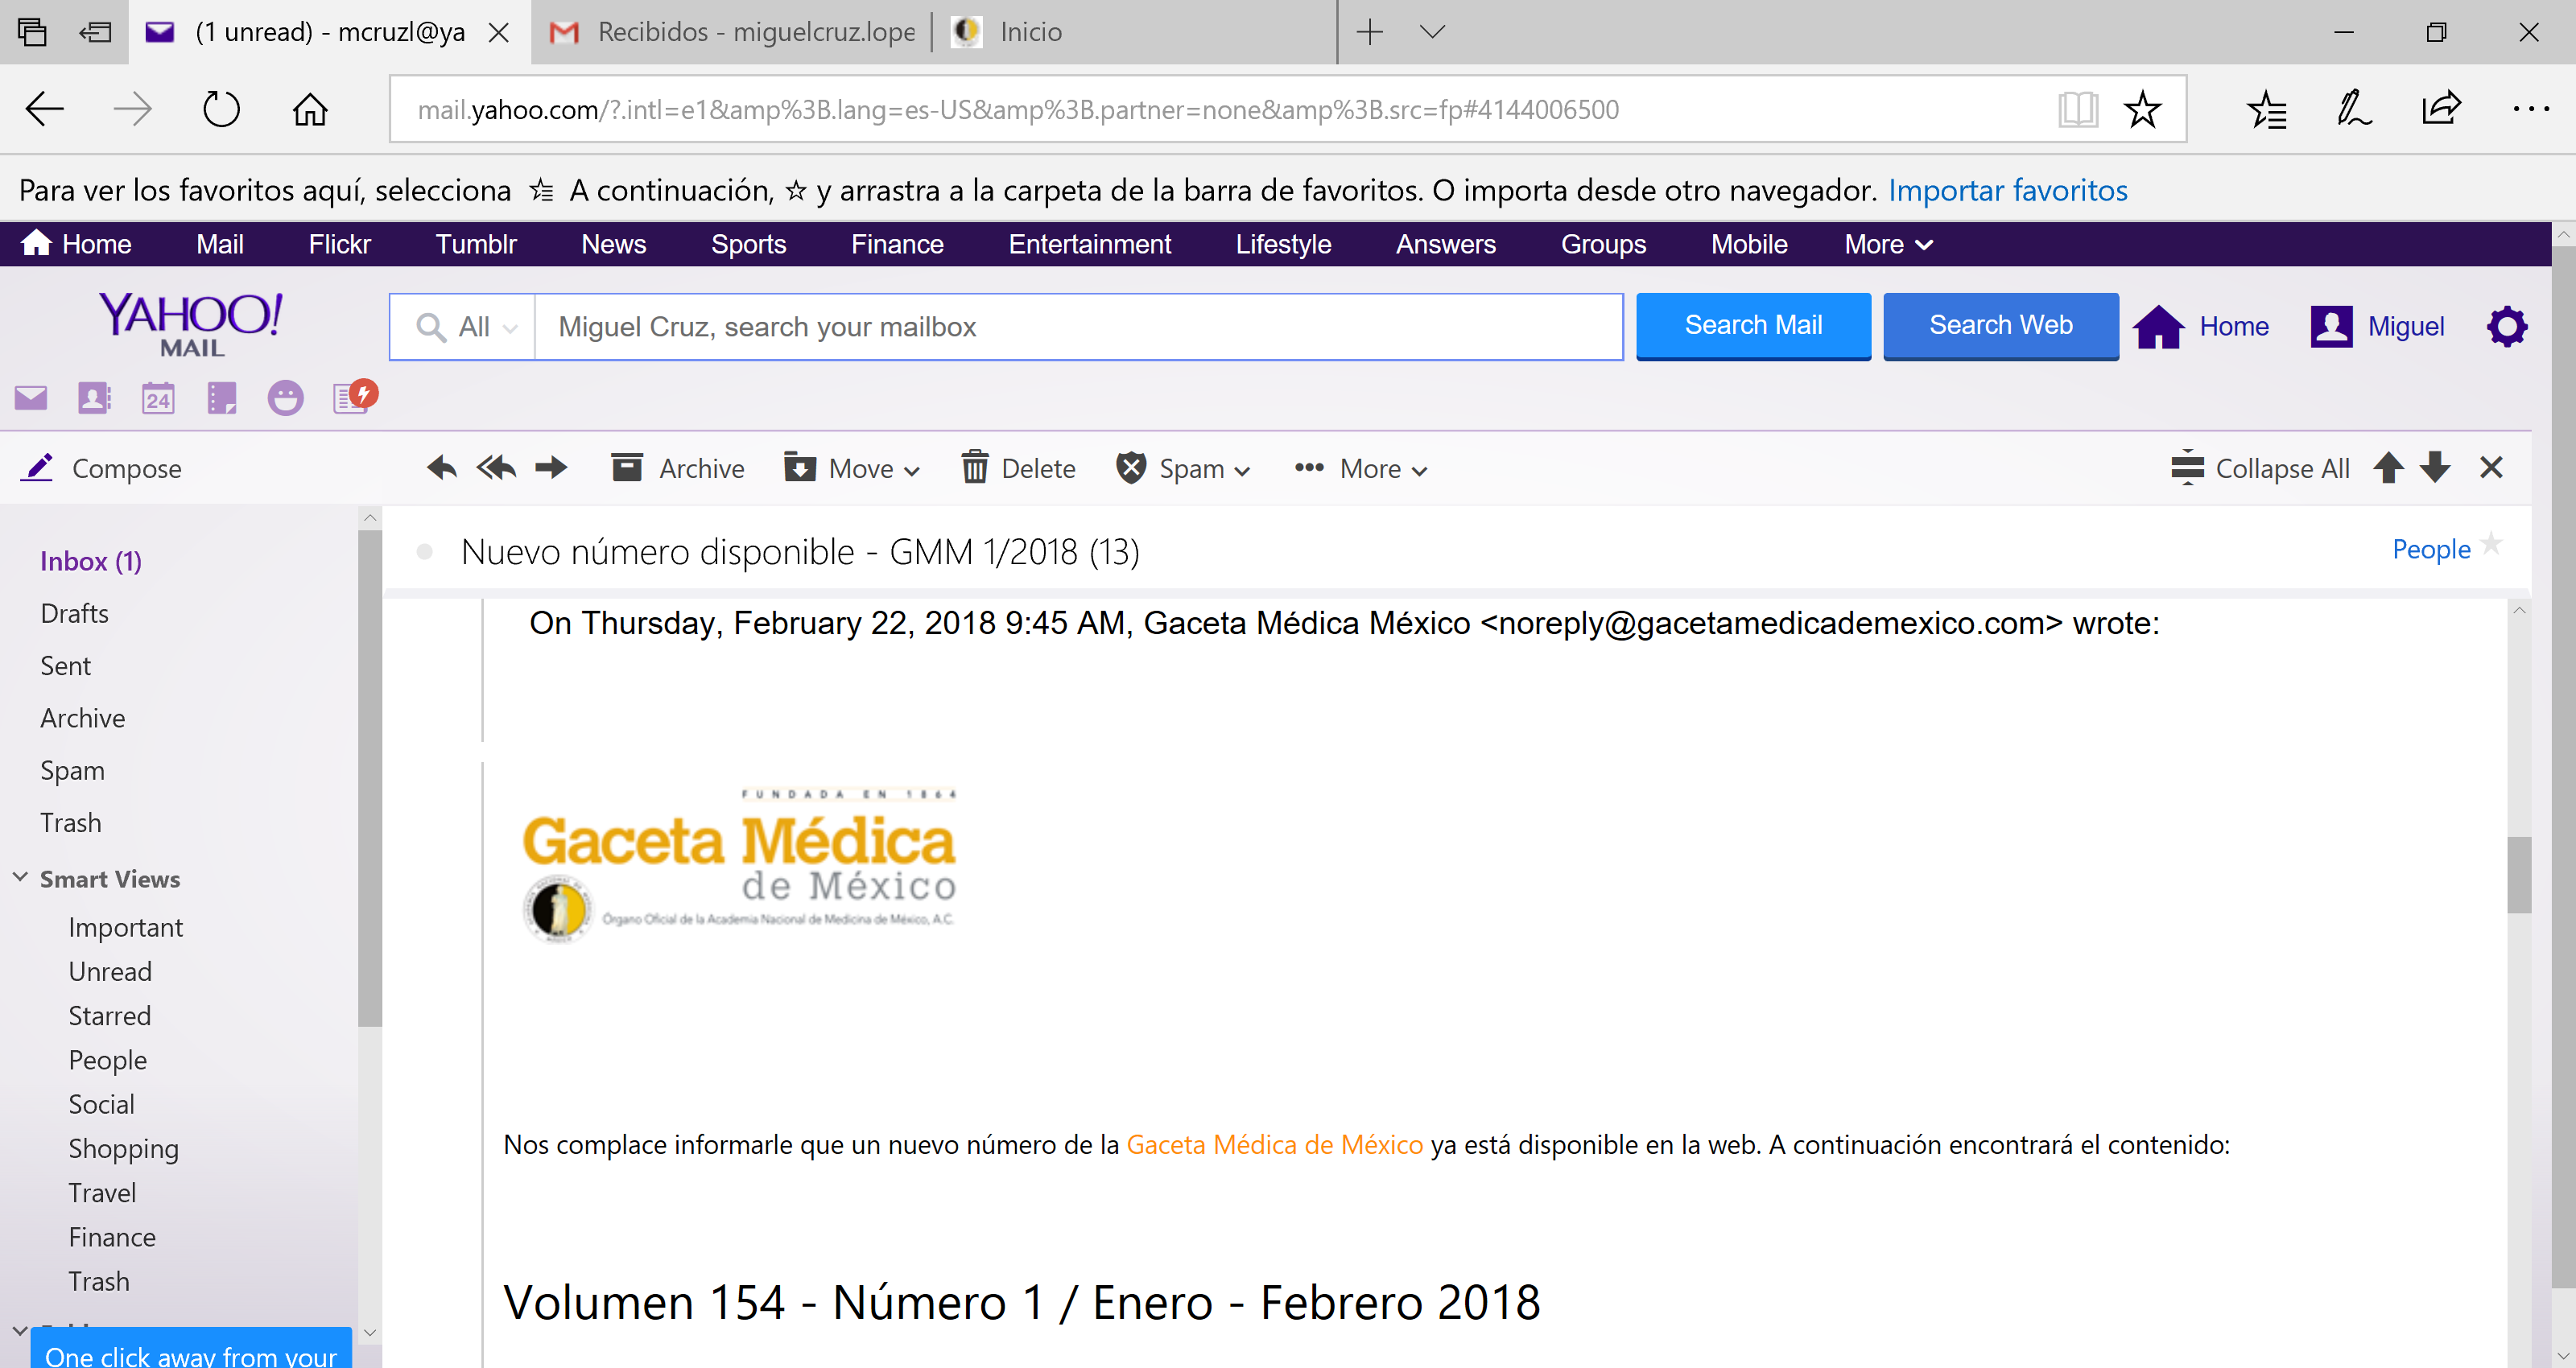 (1 unread) - mcruzl@ya
Recibidos - miguelcruz.lope
Inicio
mail.yahoo.com/?.intl=e1&amp%3B.lang=es-US&amp%3B.partner=none&amp%3B.src=fp#4144006500
Para ver los favoritos aquí, selecciona A continuación, y arrastra a la carpeta de la barra de favoritos. O importa desde otro navegador. Importar favoritos
Home Mail Flickr Tumblr News Sports Finance Entertainment Lifestyle Answers Groups Mobile More
YAHOO!
MAIL
All Miguel Cruz, search your mailbox Search Mail Search Web Home Miguel
24
Compose Archive Move Delete Spam More Collapse All
Inbox (1)
Drafts
Sent
Archive
Spam
Trash
Smart Views
Important
Unread
Starred
People
Social
Shopping
Travel
Finance
Trash
One click away from your
Nuevo número disponible - GMM 1/2018 (13)
People
On Thursday, February 22, 2018 9:45 AM, Gaceta Médica México <noreply@gacetamedicademexico.com> wrote:
FUNDADA EN 1864
Gaceta Médica
de México
Órgano Oficial de la Academia Nacional de Medicina de México, A.C.
Nos complace informarle que un nuevo número de la Gaceta Médica de México ya está disponible en la web. A continuación encontrará el contenido:
Volumen 154 - Número 1 / Enero - Febrero 2018